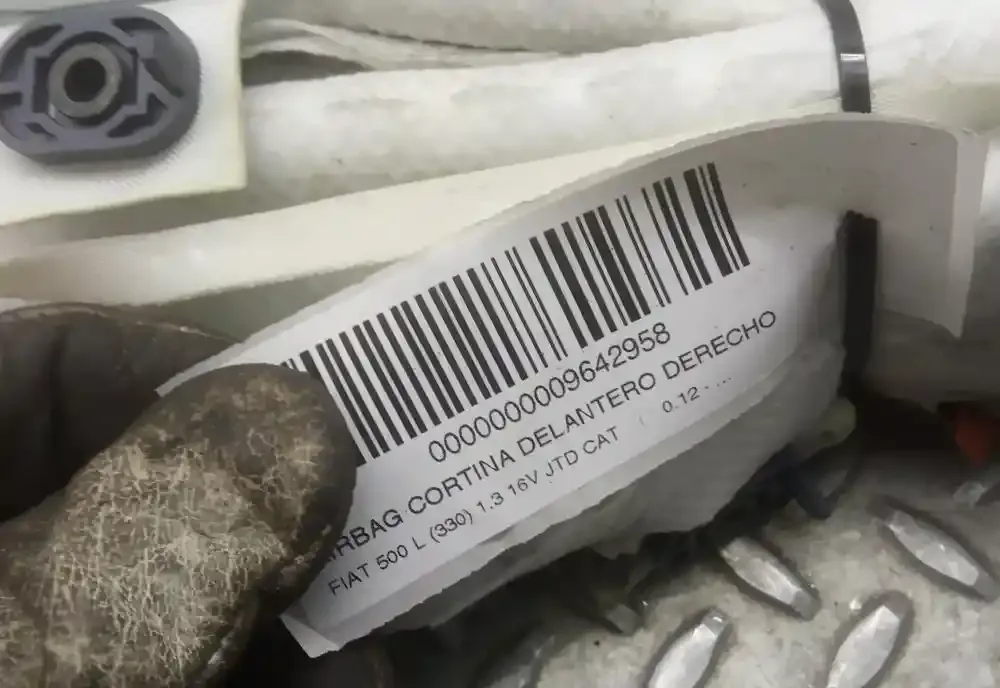 0000000009642958
AIRBAG CORTINA DELANTERO DERECHO
FIAT 500 L (330) 1.3 16V JTD CAT | 0.12 - ...